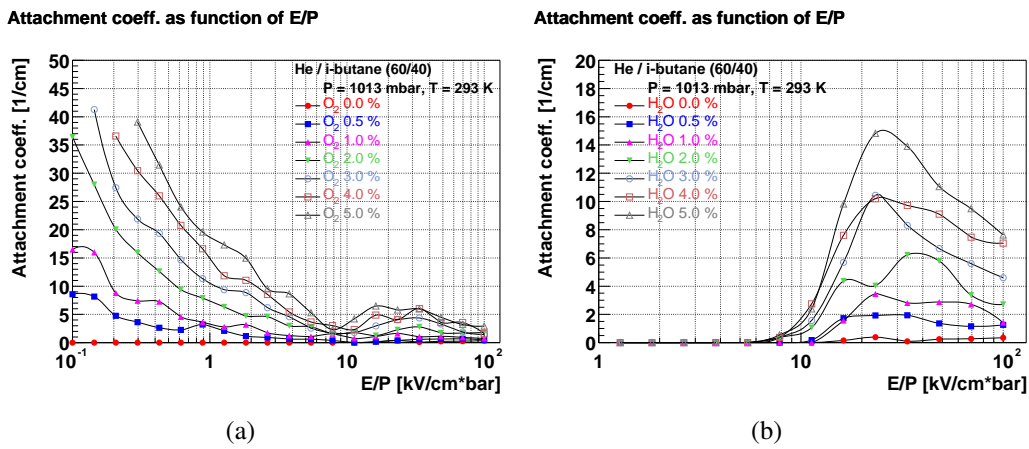 Attachment coeff. as function of E/P
Attachment coeff. [1/cm]
50
45
40
35
30
25
20
15
10
5
0
He / i-butane (60/40)
P = 1013 mbar, T = 293 K
O2 0.0 %
O2 0.5 %
O2 1.0 %
O2 2.0 %
O2 3.0 %
O2 4.0 %
O2 5.0 %
10-1 1 10 102
E/P [kV/cm*bar]
(a)
Attachment coeff. as function of E/P
Attachment coeff. [1/cm]
20
18
16
14
12
10
8
6
4
2
0
He / i-butane (60/40)
P = 1013 mbar, T = 293 K
H2O 0.0 %
H2O 0.5 %
H2O 1.0 %
H2O 2.0 %
H2O 3.0 %
H2O 4.0 %
H2O 5.0 %
1 10 102
E/P [kV/cm*bar]
(b)